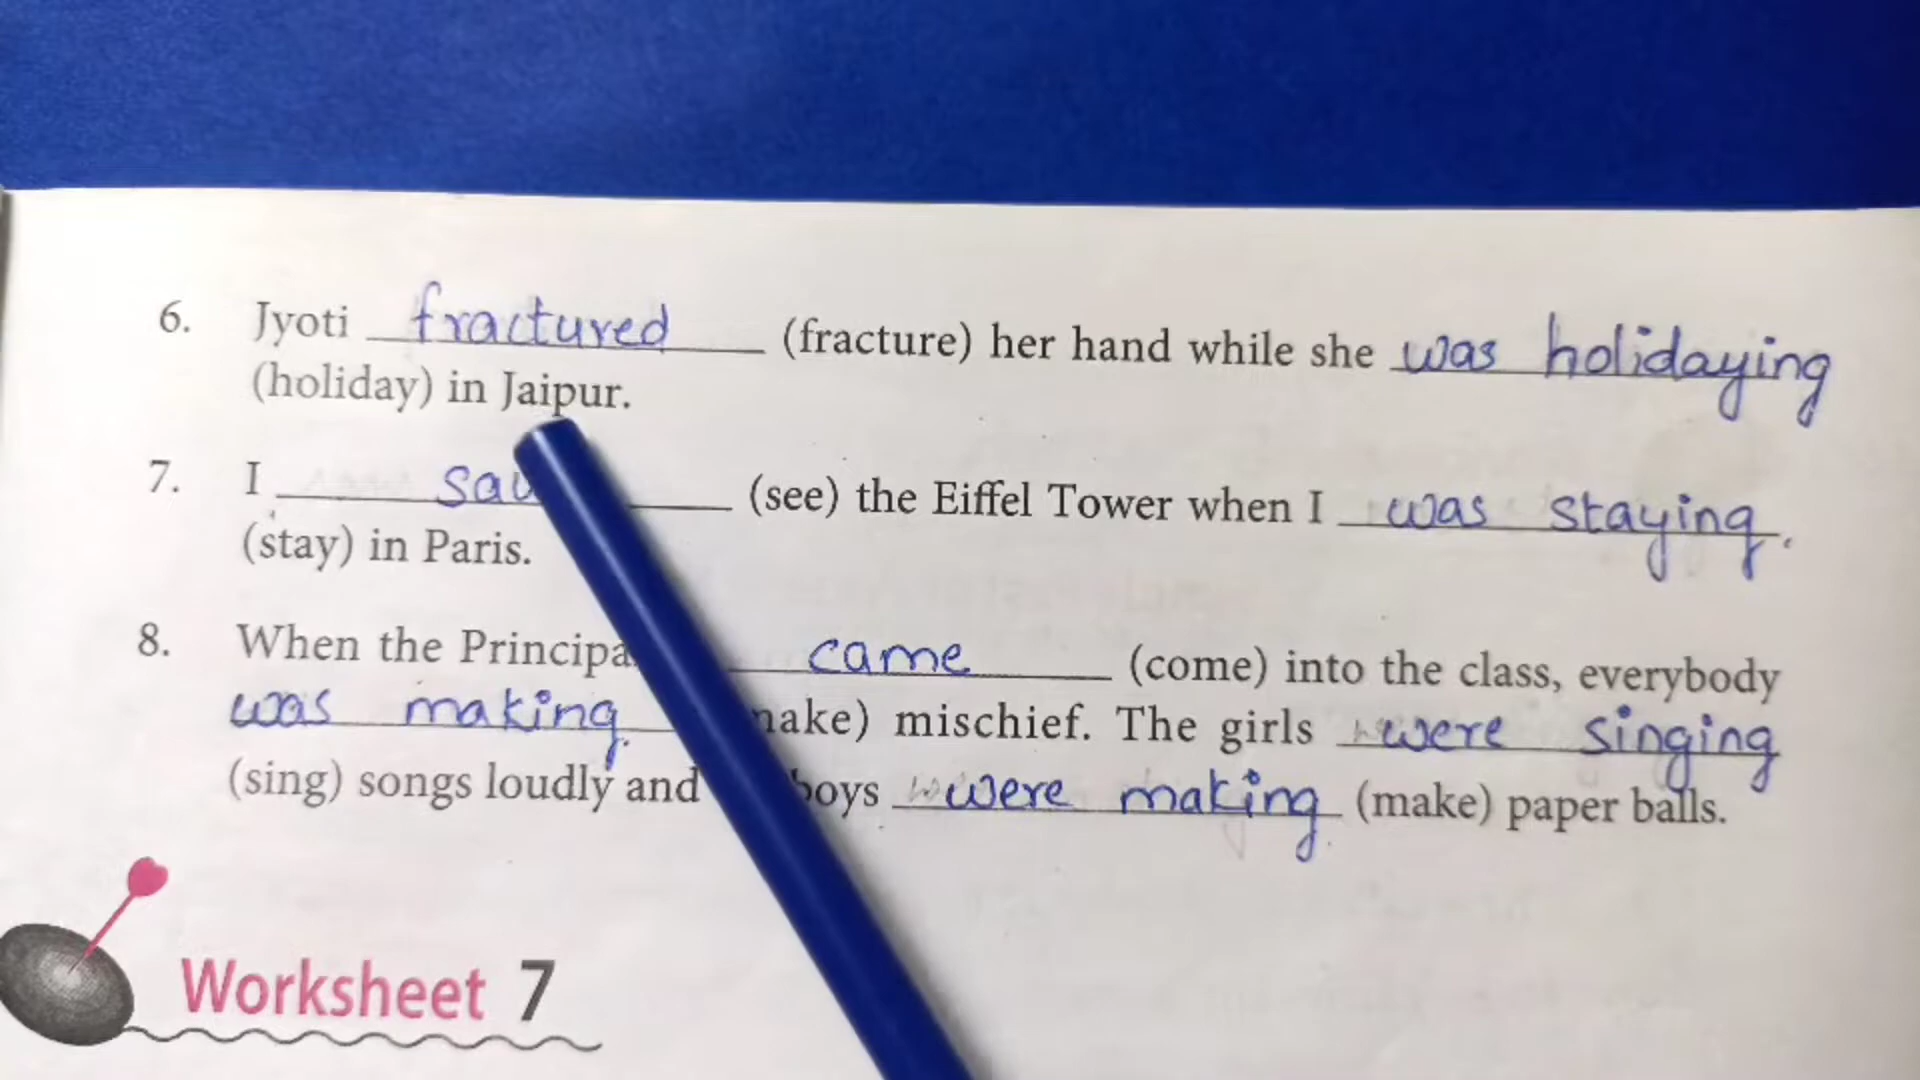 6. Jyoti fractured (fracture) her hand while she was holidaying
(holiday) in Jaipur.
7. I (see) the Eiffel Tower when I was staying.
(stay) in Paris.
8. When the came (come) into the class, everybody
was making mischief. The girls were singing
(sing) songs loudly and boys were making (make) paper balls.
Worksheet 7